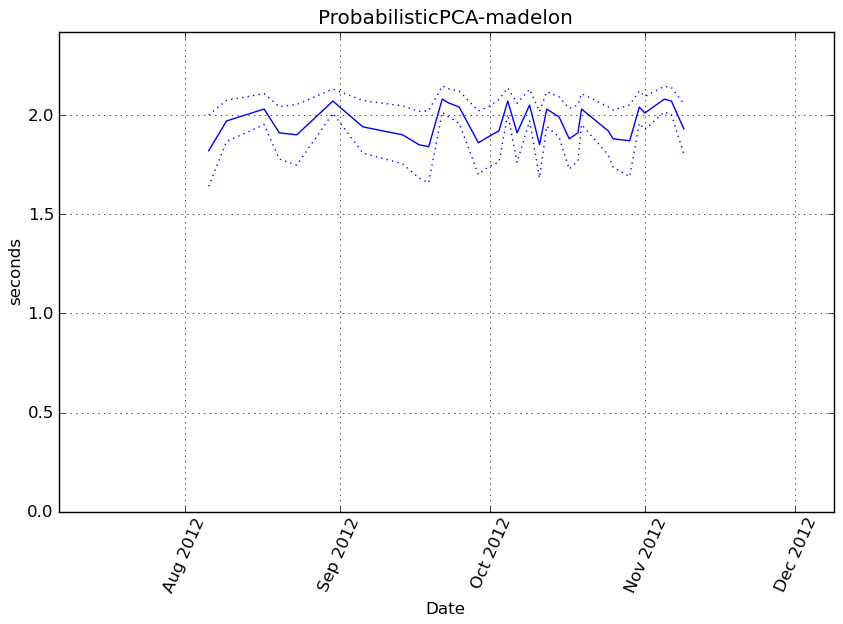 ProbabilisticPCA-madelon
2.0
1.5
1.0
0.5
0.0
seconds
Aug 2012
Sep 2012
Oct 2012
Nov 2012
Dec 2012
Date